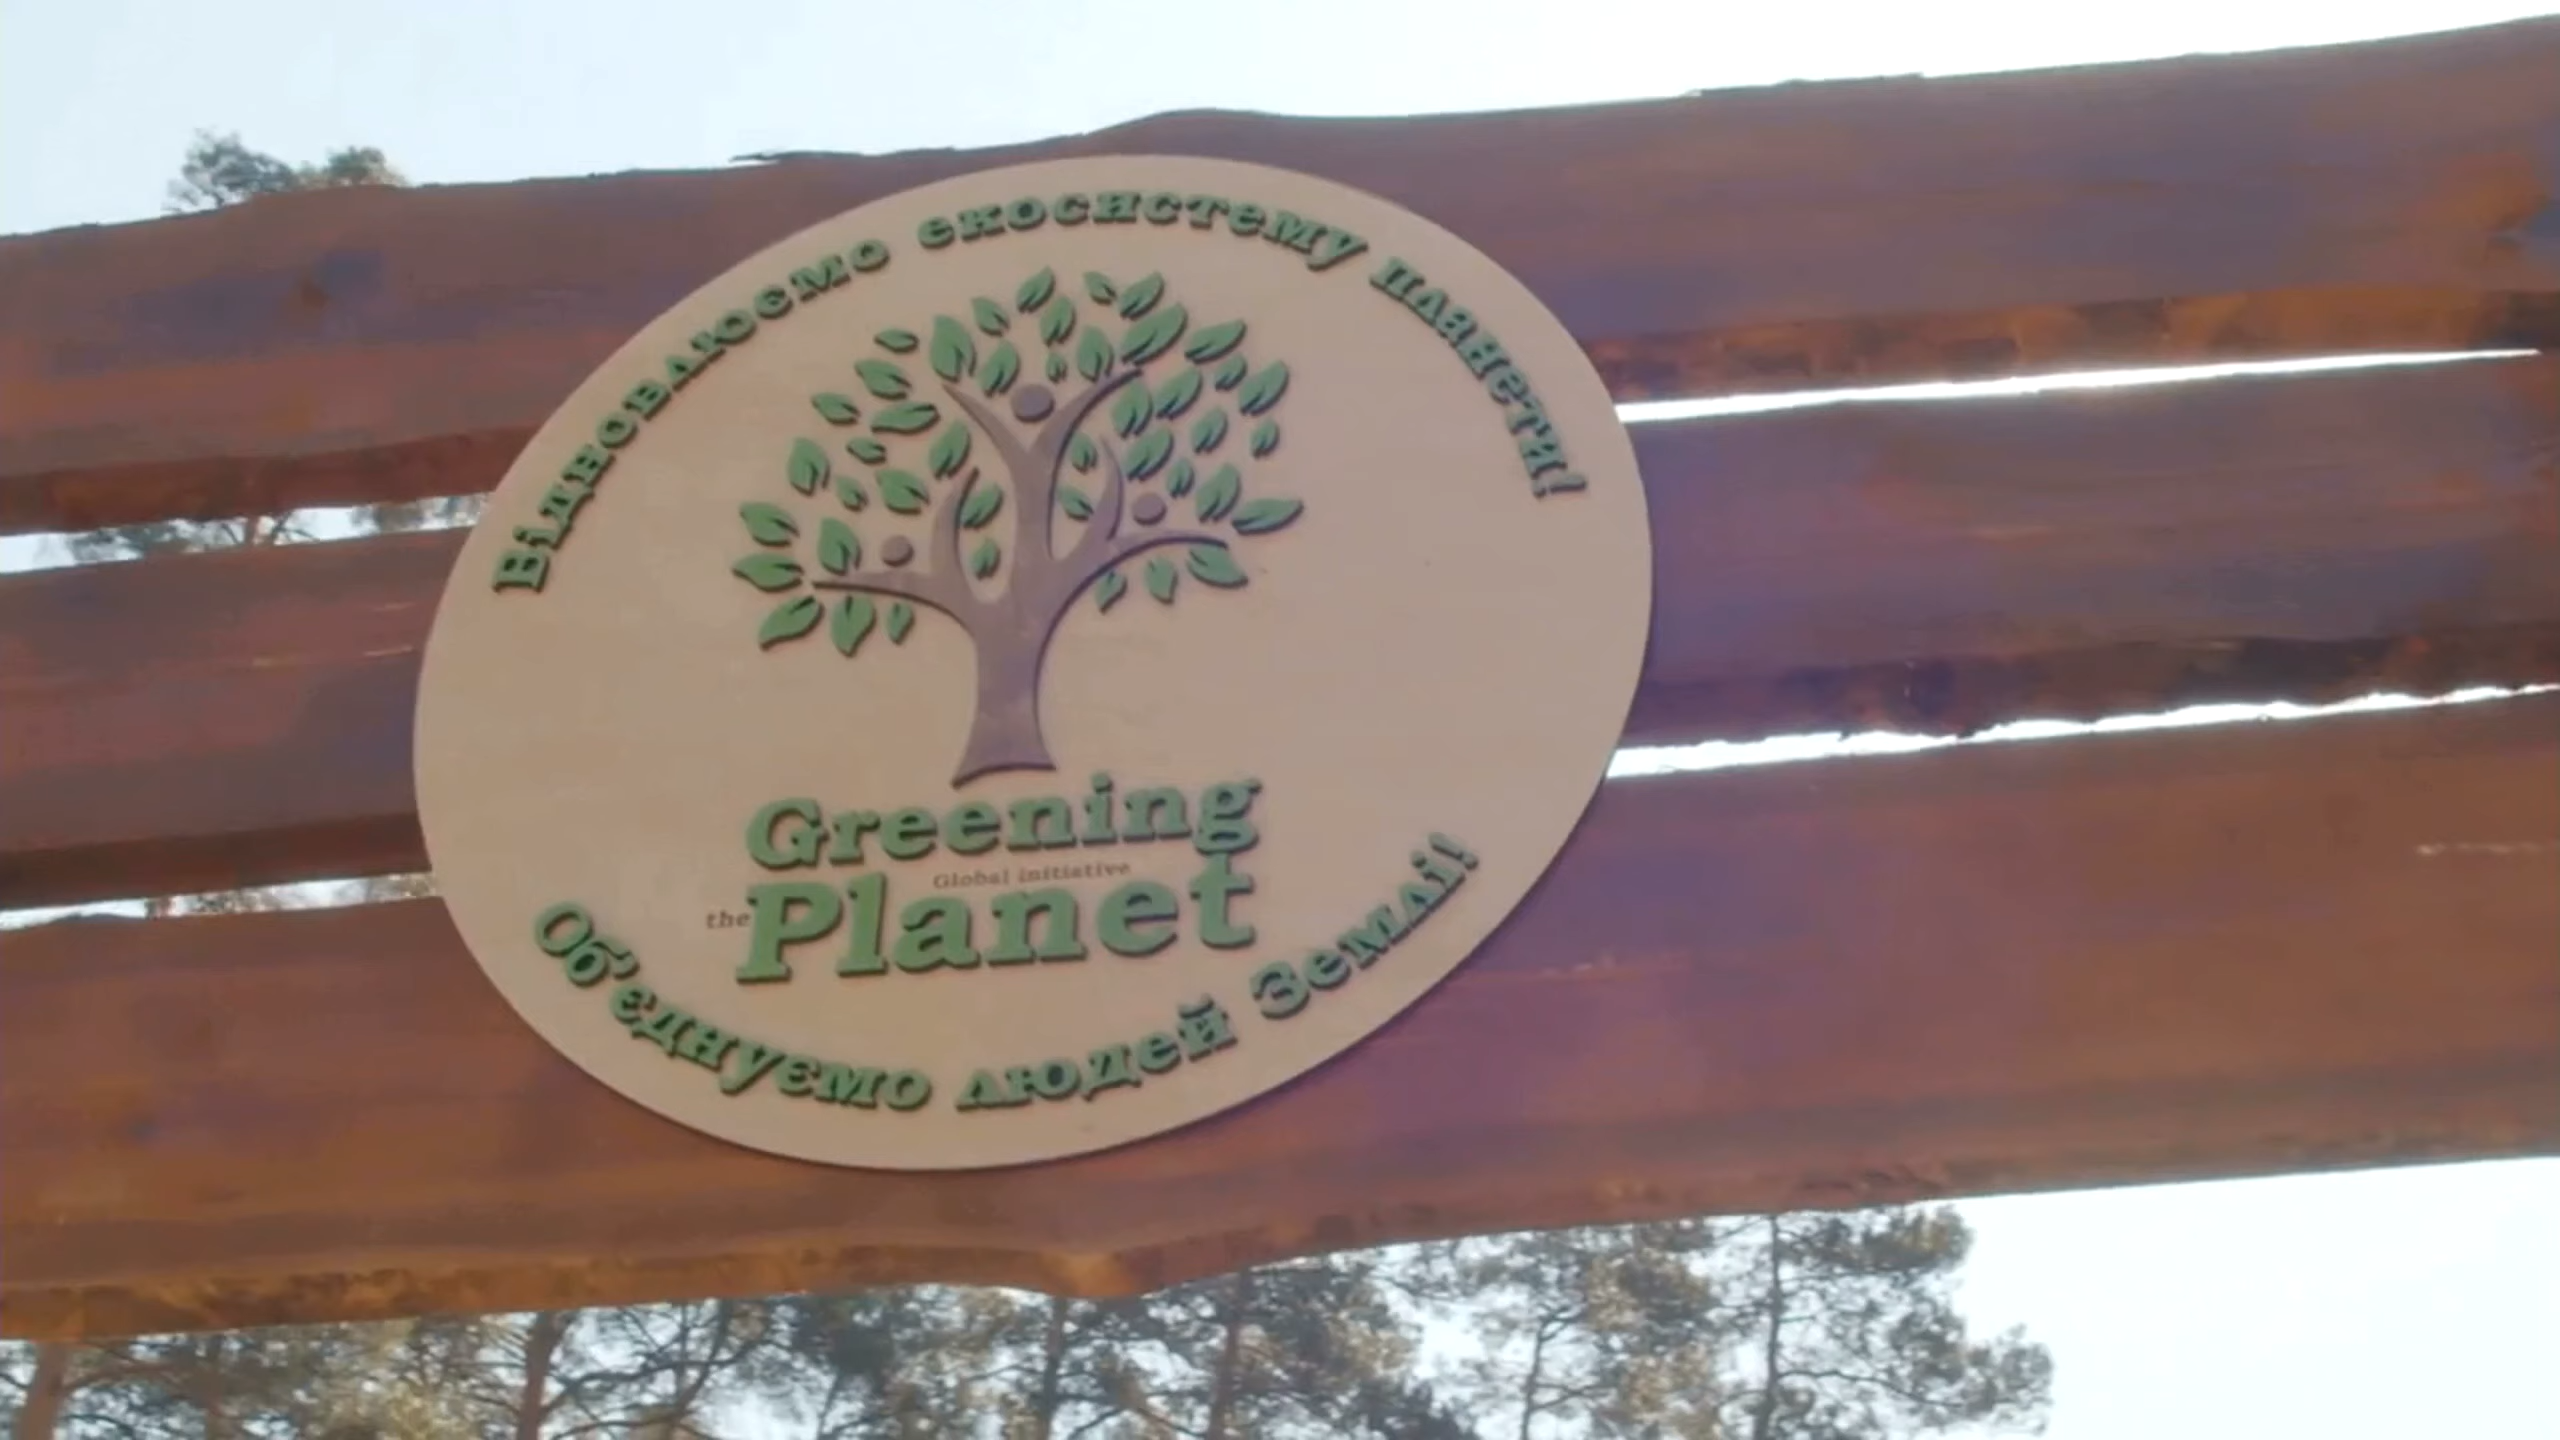 Відновлюємо екосистему планети!
Greening
Global initiative
the Planet
Об'єднуємо людей Землі!